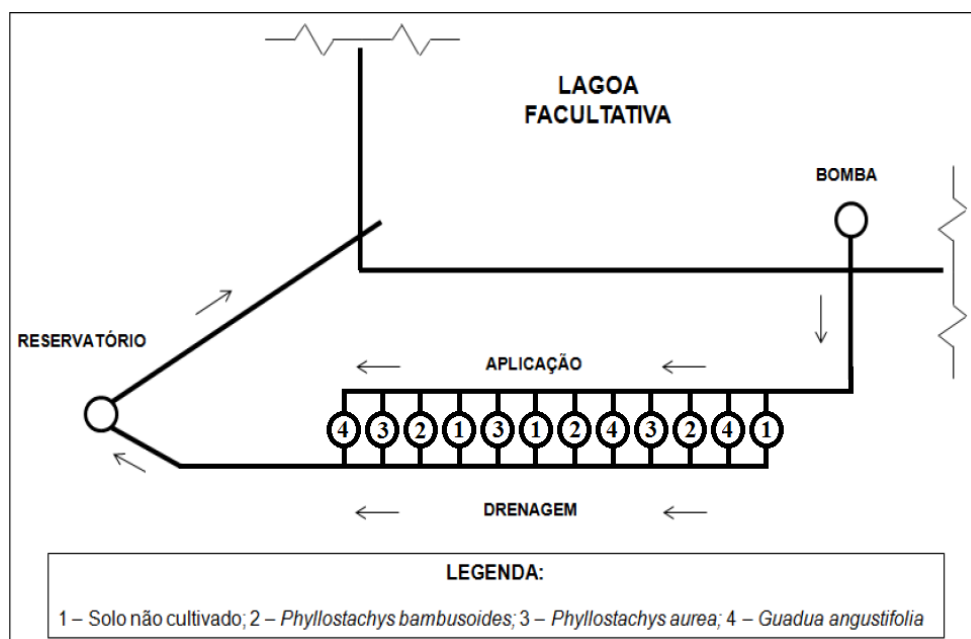 LAGOA
FACULTATIVA
BOMBA
RESERVATÓRIO
APLICAÇÃO
4 3 2 1 3 1 2 4 3 2 4 1
DRENAGEM
LEGENDA:
1 – Solo não cultivado; 2 – Phyllostachys bambusoides; 3 – Phyllostachys aurea; 4 – Guadua angustifolia